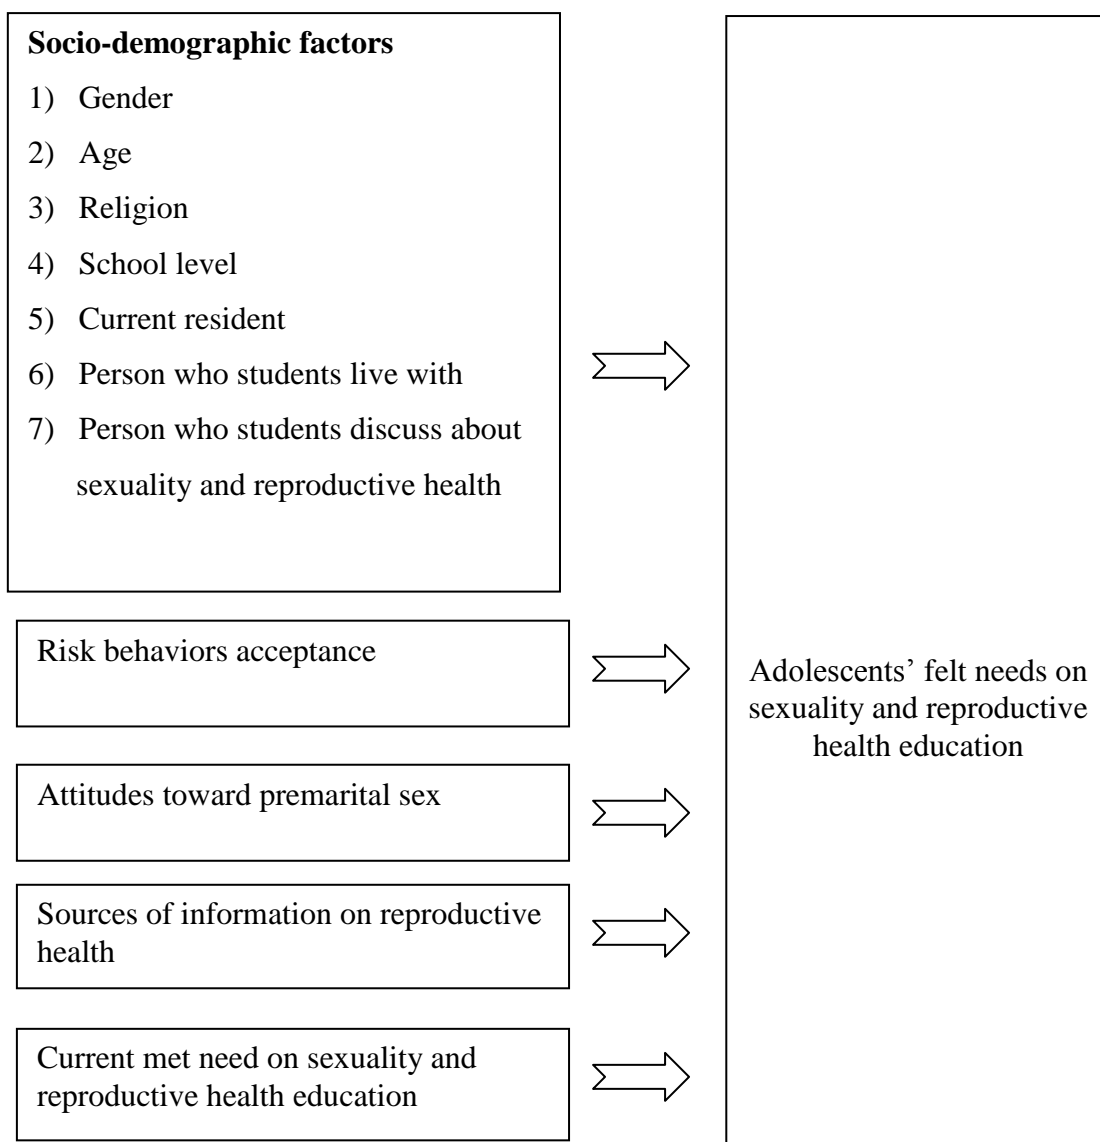 Socio-demographic factors
1) Gender
2) Age
3) Religion
4) School level
5) Current resident
6) Person who students live with
7) Person who students discuss about
sexuality and reproductive health
Risk behaviors acceptance
Attitudes toward premarital sex
Sources of information on reproductive
health
Current met need on sexuality and
reproductive health education
Adolescents’ felt needs on
sexuality and reproductive
health education